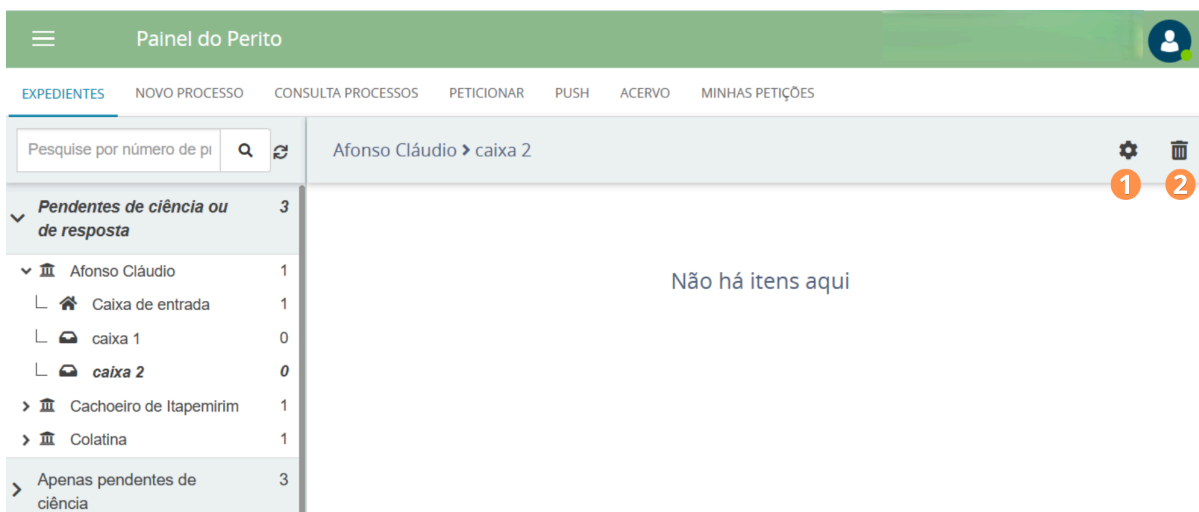 Painel do Perito
EXPEDIENTES NOVO PROCESSO CONSULTA PROCESSOS PETICIONAR PUSH ACERVO MINHAS PETIÇÕES
Pesquise por número de
Afonso Cláudio > caixa 2
1 2
Pendentes de ciência ou 3
de resposta
Afonso Cláudio 1
Caixa de entrada 1
caixa 1 0
caixa 2 0
Cachoeiro de Itapemirim 1
Colatina 1
Apenas pendentes de 3
ciência
Não há itens aqui